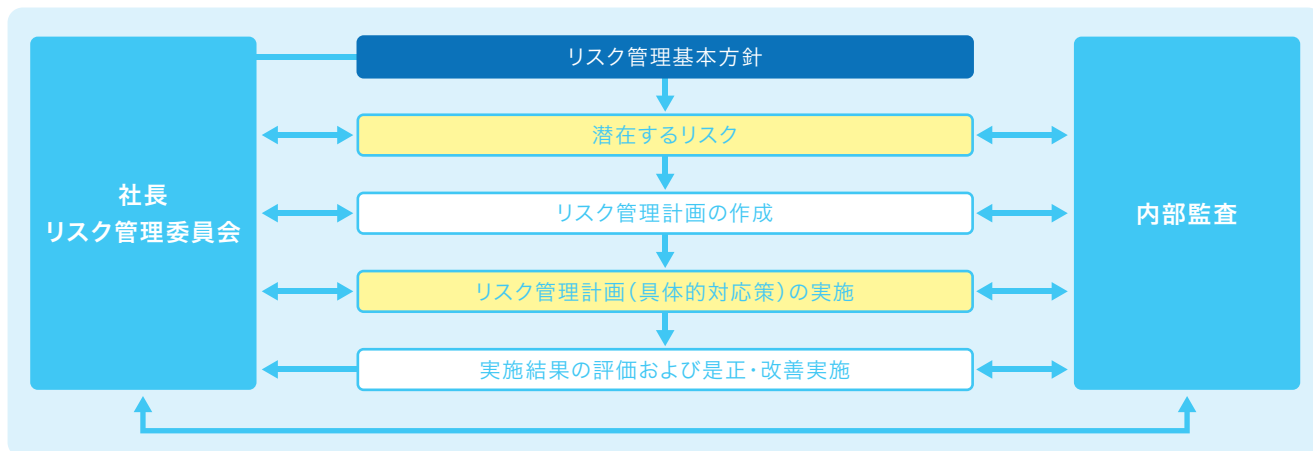 リスク管理基本方針
潜在するリスク
社長
リスク管理委員会
リスク管理計画の作成
内部監査
リスク管理計画(具体的対応策)の実施
実施結果の評価および是正・改善実施